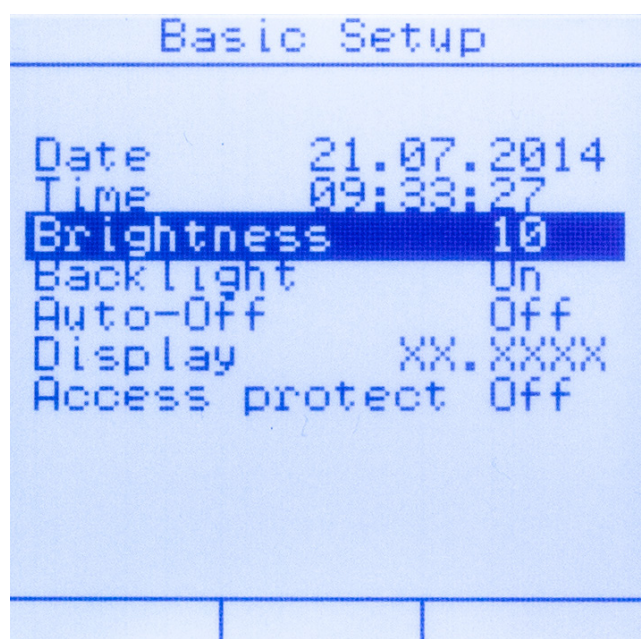 Basic Setup
Date 21.07.2014
Time 09:33:27
Brightness 10
Backlight On
Auto-Off Off
Display XX.XXXX
Access protect Off